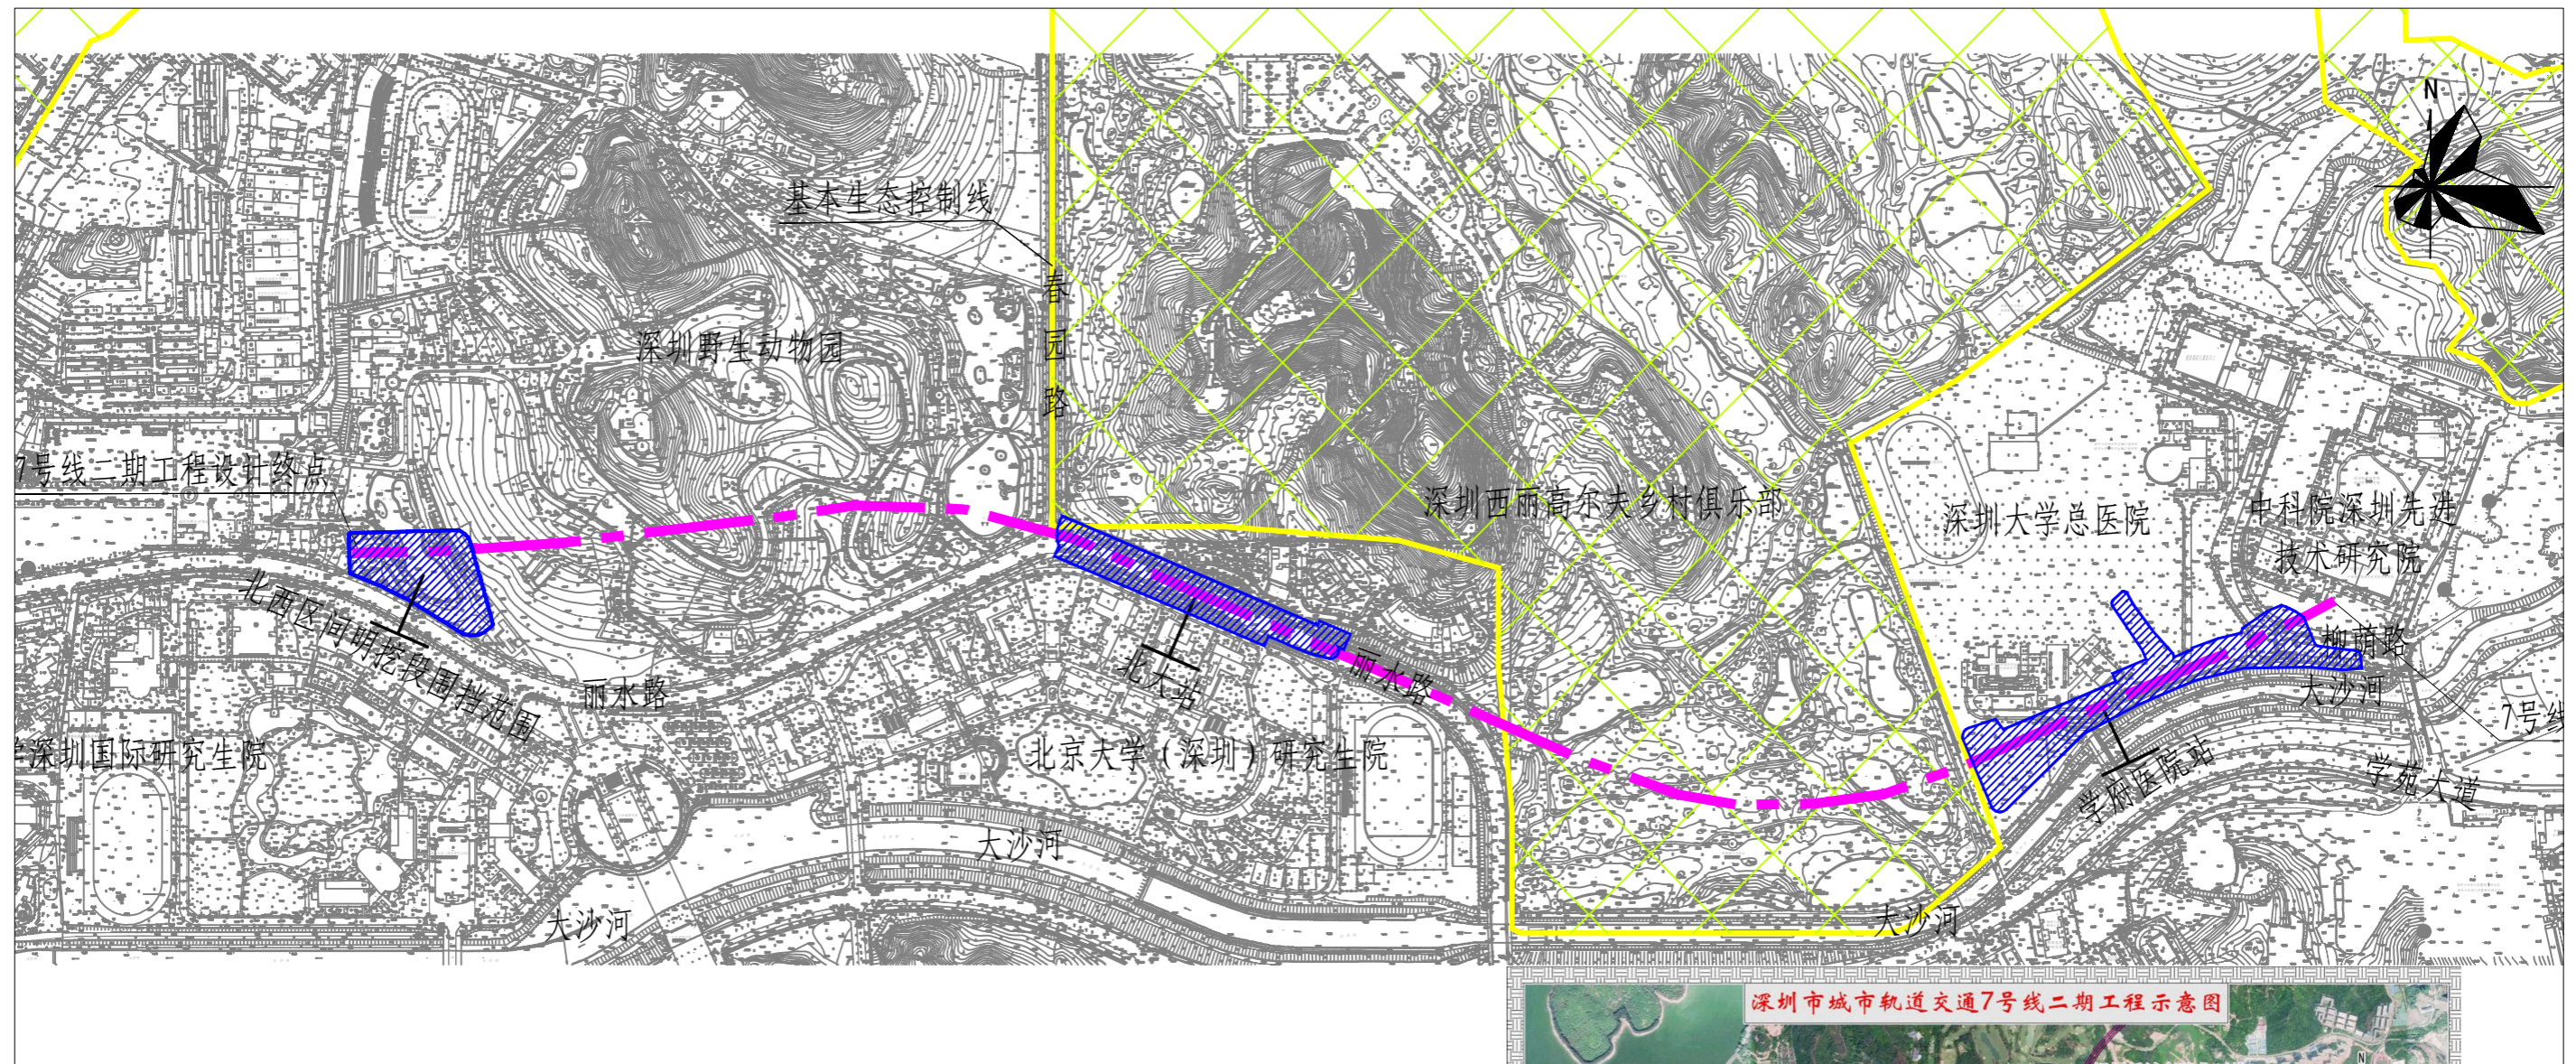 N
基本生态控制线
春园路
深圳野生动物园
7号线二期工程设计终点
深圳西丽高尔夫乡村俱乐部
深圳大学总医院
中科院深圳先进
技术研究院
北西区间明挖段围挡范围
丽水路
北大站
丽水路
柳荫路
大沙河
7号线
学深圳国际研究生院
北京大学（深圳）研究生院
学府医院站
学苑大道
大沙河
大沙河
大沙河
深圳市城市轨道交通7号线二期工程示意图
N